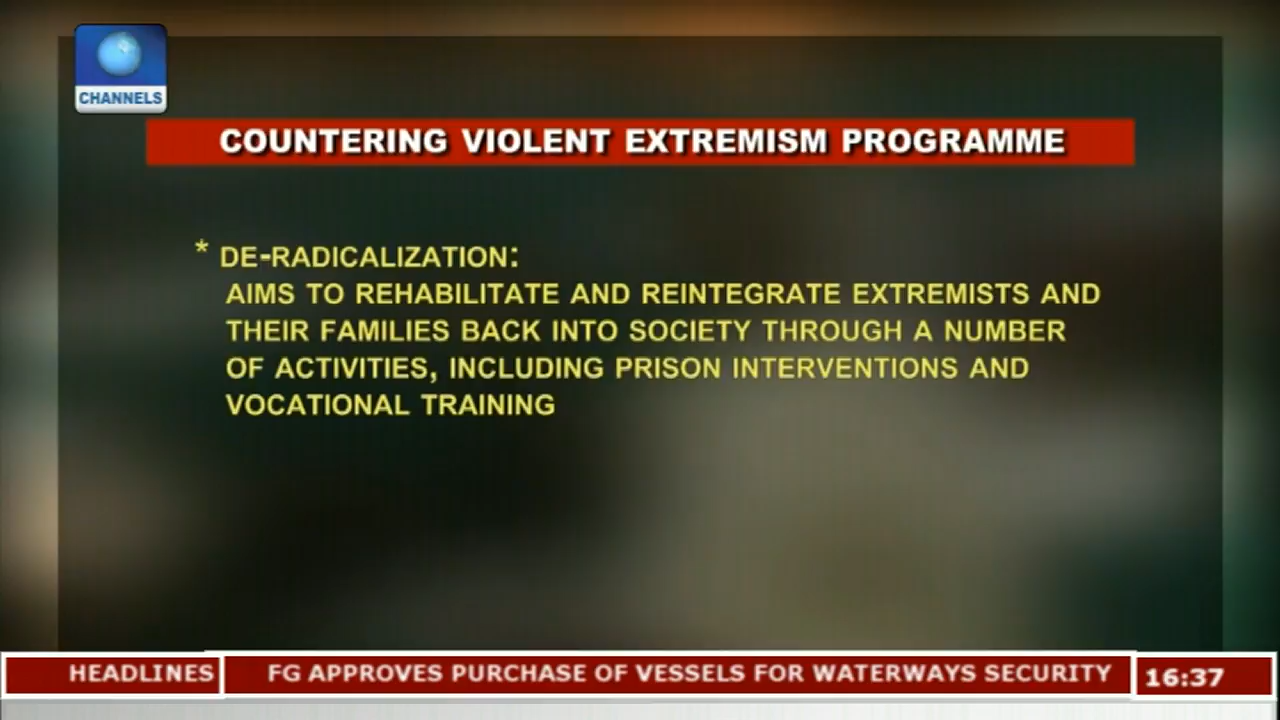 CHANNELS
COUNTERING VIOLENT EXTREMISM PROGRAMME
* DE-RADICALIZATION:
AIMS TO REHABILITATE AND REINTEGRATE EXTREMISTS AND
THEIR FAMILIES BACK INTO SOCIETY THROUGH A NUMBER
OF ACTIVITIES, INCLUDING PRISON INTERVENTIONS AND
VOCATIONAL TRAINING
HEADLINES FG APPROVES PURCHASE OF VESSELS FOR WATERWAYS SECURITY 16:37